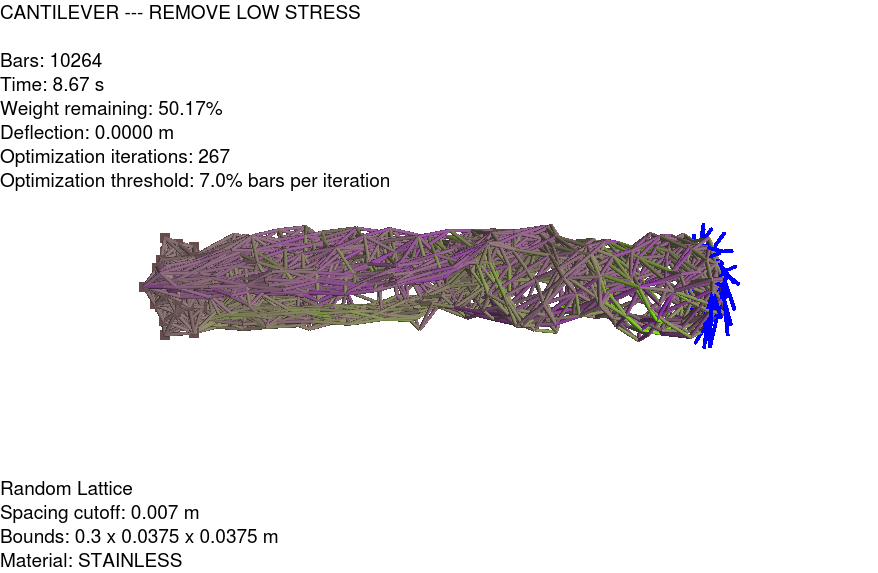 CANTILEVER --- REMOVE LOW STRESS
Bars: 10264
Time: 8.67 s
Weight remaining: 50.17%
Deflection: 0.0000 m
Optimization iterations: 267
Optimization threshold: 7.0% bars per iteration
Random Lattice
Spacing cutoff: 0.007 m
Bounds: 0.3 x 0.0375 x 0.0375 m
Material: STAINLESS